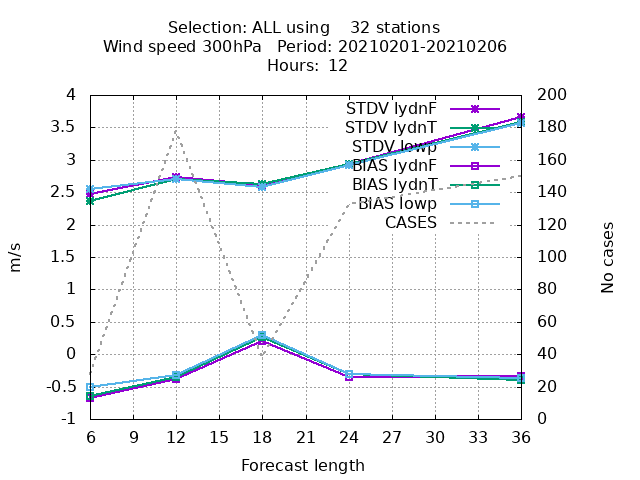 Selection: ALL using    32 stations
Wind speed 300hPa   Period: 20210201-20210206
Hours:  12
4
3.5
3
2.5
2
1.5
1
0.5
0
-0.5
-1
m/s
STDV lydnF
STDV lydnT
STDV lowp
BIAS lydnF
BIAS lydnT
BIAS lowp
CASES
200
180
160
140
120
100
80
60
40
20
0
No cases
6 9 12 15 18 21 24 27 30 33 36
Forecast length